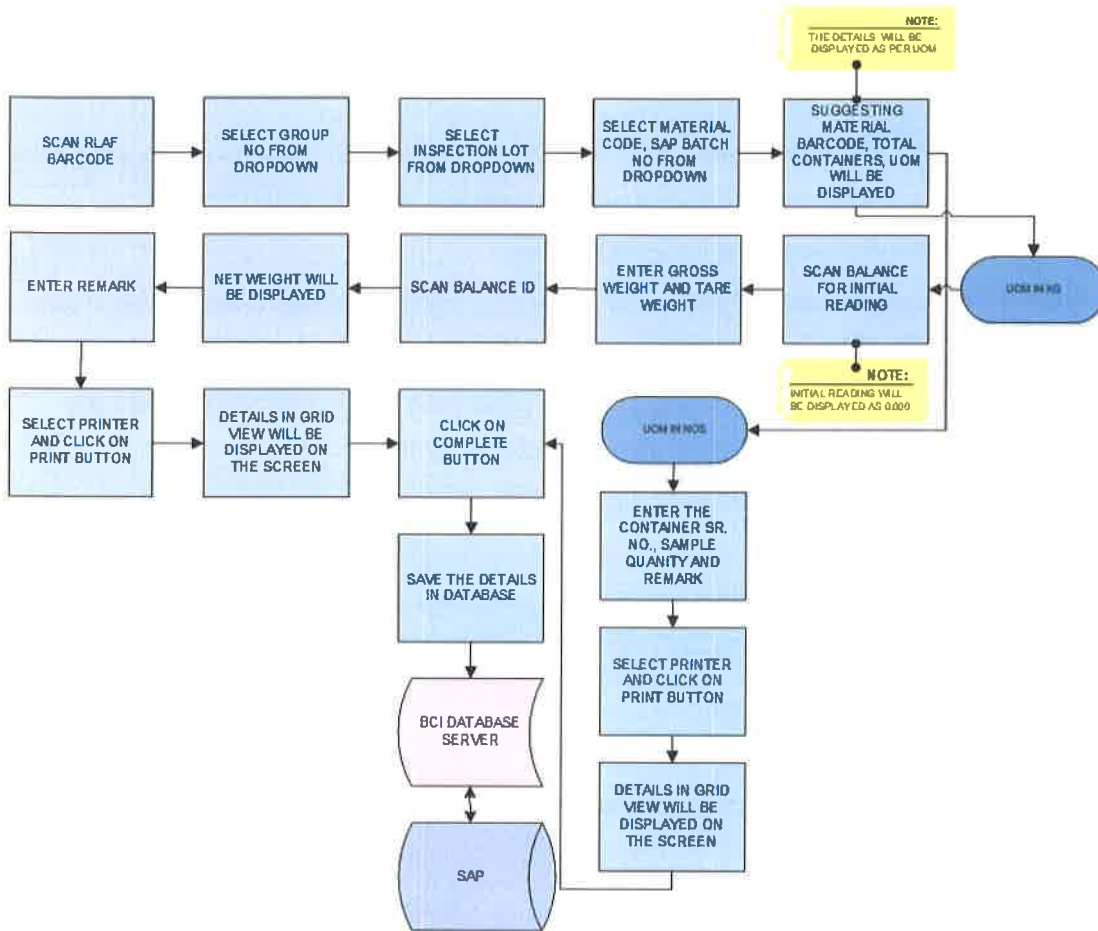 NOTE:
THE DETAILS WILL BE
DISPLAYED AS PER UOM
SCAN RLAF
BARCODE
SELECT GROUP
NO FROM
DROPDOWN
SELECT
INSPECTION LOT
FROM DROPDOWN
SELECT MATERIAL
CODE, SAP BATCH
NO FROM
DROPDOWN
SUGGESTING
MATERIAL
BARCODE, TOTAL
CONTAINERS, UOM
WILL BE
DISPLAYED
ENTER REMARK
NET WEIGHT WILL
BE DISPLAYED
SCAN BALANCE ID
ENTER GROSS
WEIGHT AND TARE
WEIGHT
SCAN BALANCE
FOR INITIAL
READING
UOM IN KG
NOTE:
INITIAL READING WILL
BE DISPLAYED AS 0.000
SELECT PRINTER
AND CLICK ON
PRINT BUTTON
DETAILS IN GRID
VIEW WILL BE
DISPLAYED ON
THE SCREEN
CLICK ON
COMPLETE
BUTTON
UOM IN NOS
ENTER THE
CONTAINER SR.
NO., SAMPLE
QUANITY AND
REMARK
SAVE THE DETAILS
IN DATABASE
SELECT PRINTER
AND CLICK ON
PRINT BUTTON
BCI DATABASE
SERVER
DETAILS IN GRID
VIEW WILL BE
DISPLAYED ON
THE SCREEN
SAP